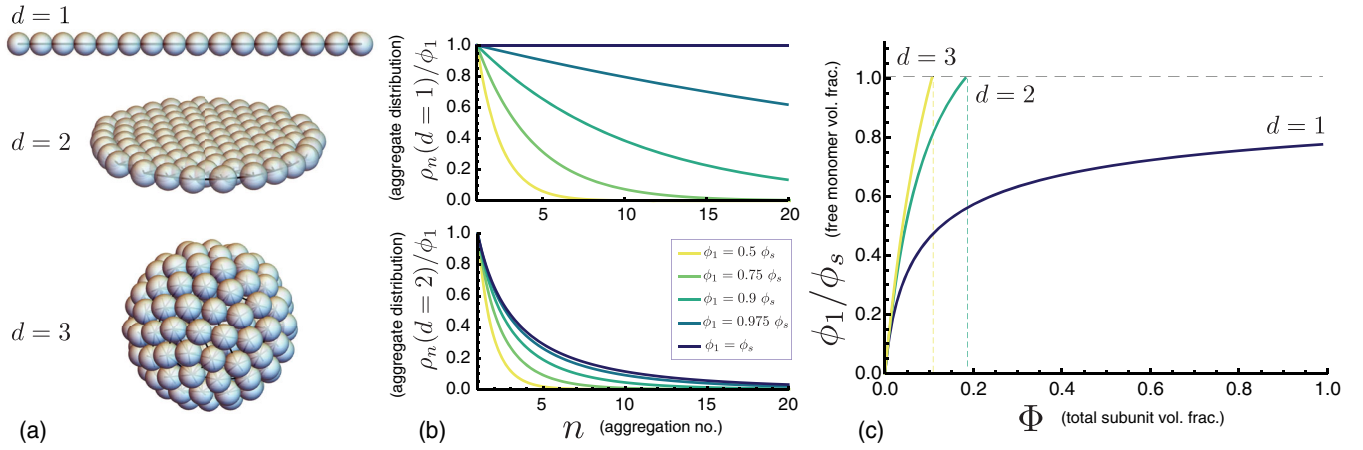 d = 1
d = 2
d = 3
(a)
(aggregate distribution)
ρₙ(d = 1)/ϕ₁
1.0
0.8
0.6
0.4
0.2
0.0
5
10
15
20
(aggregate distribution)
ρₙ(d = 2)/ϕ₁
1.0
0.8
0.6
0.4
0.2
0.0
5
10
15
20
ϕ₁ = 0.5 ϕₛ
ϕ₁ = 0.75 ϕₛ
ϕ₁ = 0.9 ϕₛ
ϕ₁ = 0.975 ϕₛ
ϕ₁ = ϕₛ
(b)
n (aggregation no.)
ϕ₁/ϕₛ (free monomer vol. frac.)
1.0
0.8
0.6
0.4
0.2
0.0
d = 3
d = 2
d = 1
0.0
0.2
0.4
0.6
0.8
1.0
(c)
Φ (total subunit vol. frac.)